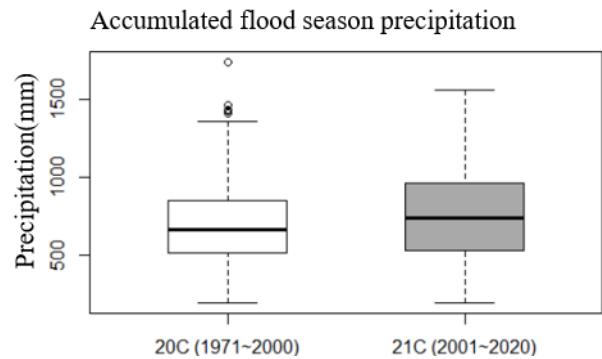 Accumulated flood season precipitation
Precipitation(mm)
1500
1000
500
20C (1971~2000)
21C (2001~2020)